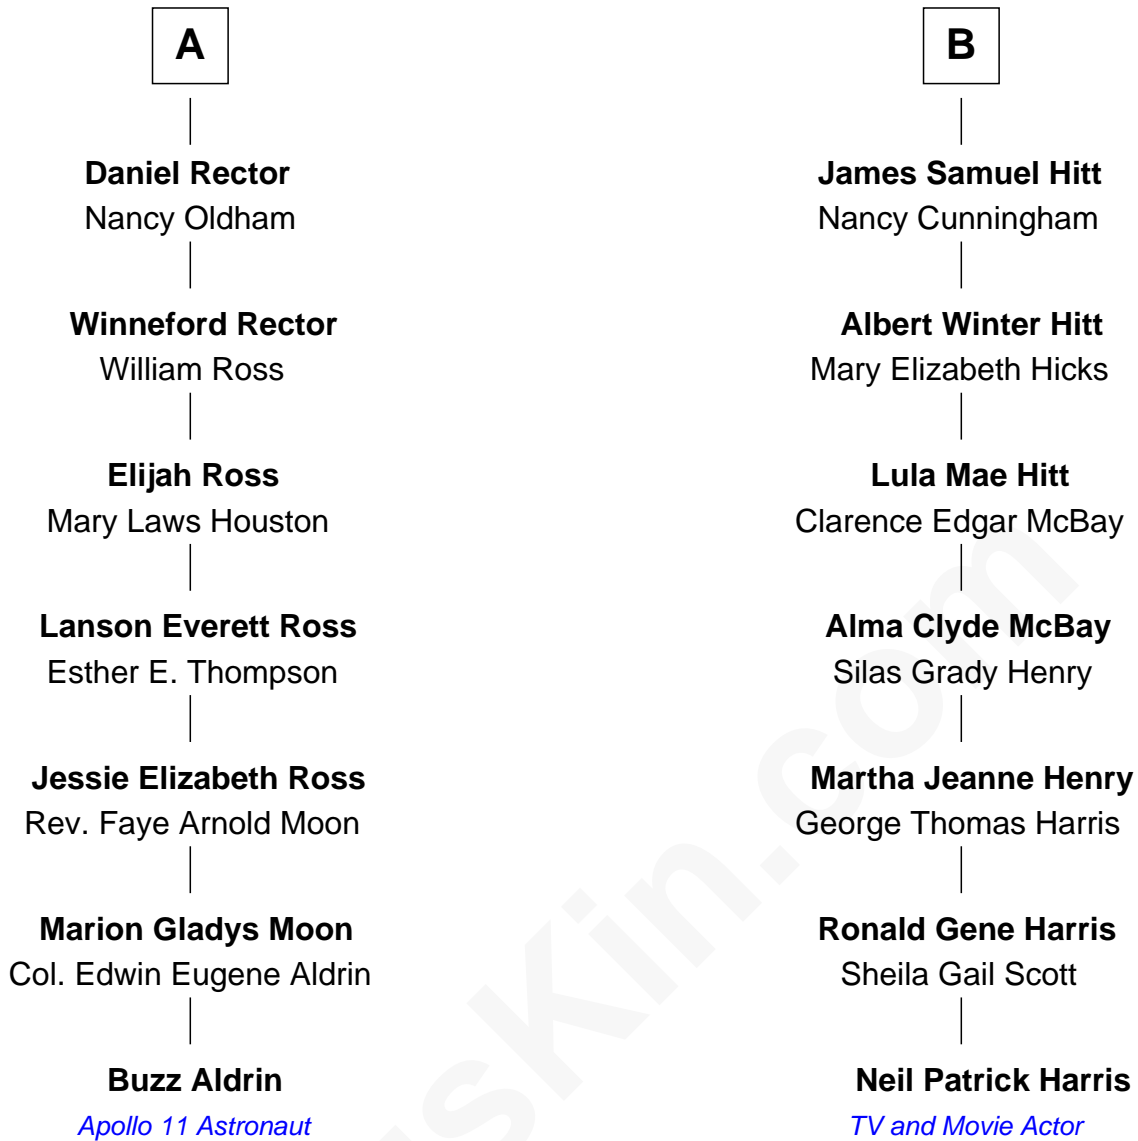 A
Daniel Rector
Nancy Oldham
Winneford Rector
William Ross
Elijah Ross
Mary Laws Houston
Lanson Everett Ross
Esther E. Thompson
Jessie Elizabeth Ross
Rev. Faye Arnold Moon
Marion Gladys Moon
Col. Edwin Eugene Aldrin
Buzz Aldrin
Apollo 11 Astronaut
B
James Samuel Hitt
Nancy Cunningham
Albert Winter Hitt
Mary Elizabeth Hicks
Lula Mae Hitt
Clarence Edgar McBay
Alma Clyde McBay
Silas Grady Henry
Martha Jeanne Henry
George Thomas Harris
Ronald Gene Harris
Sheila Gail Scott
Neil Patrick Harris
TV and Movie Actor
sKin.com